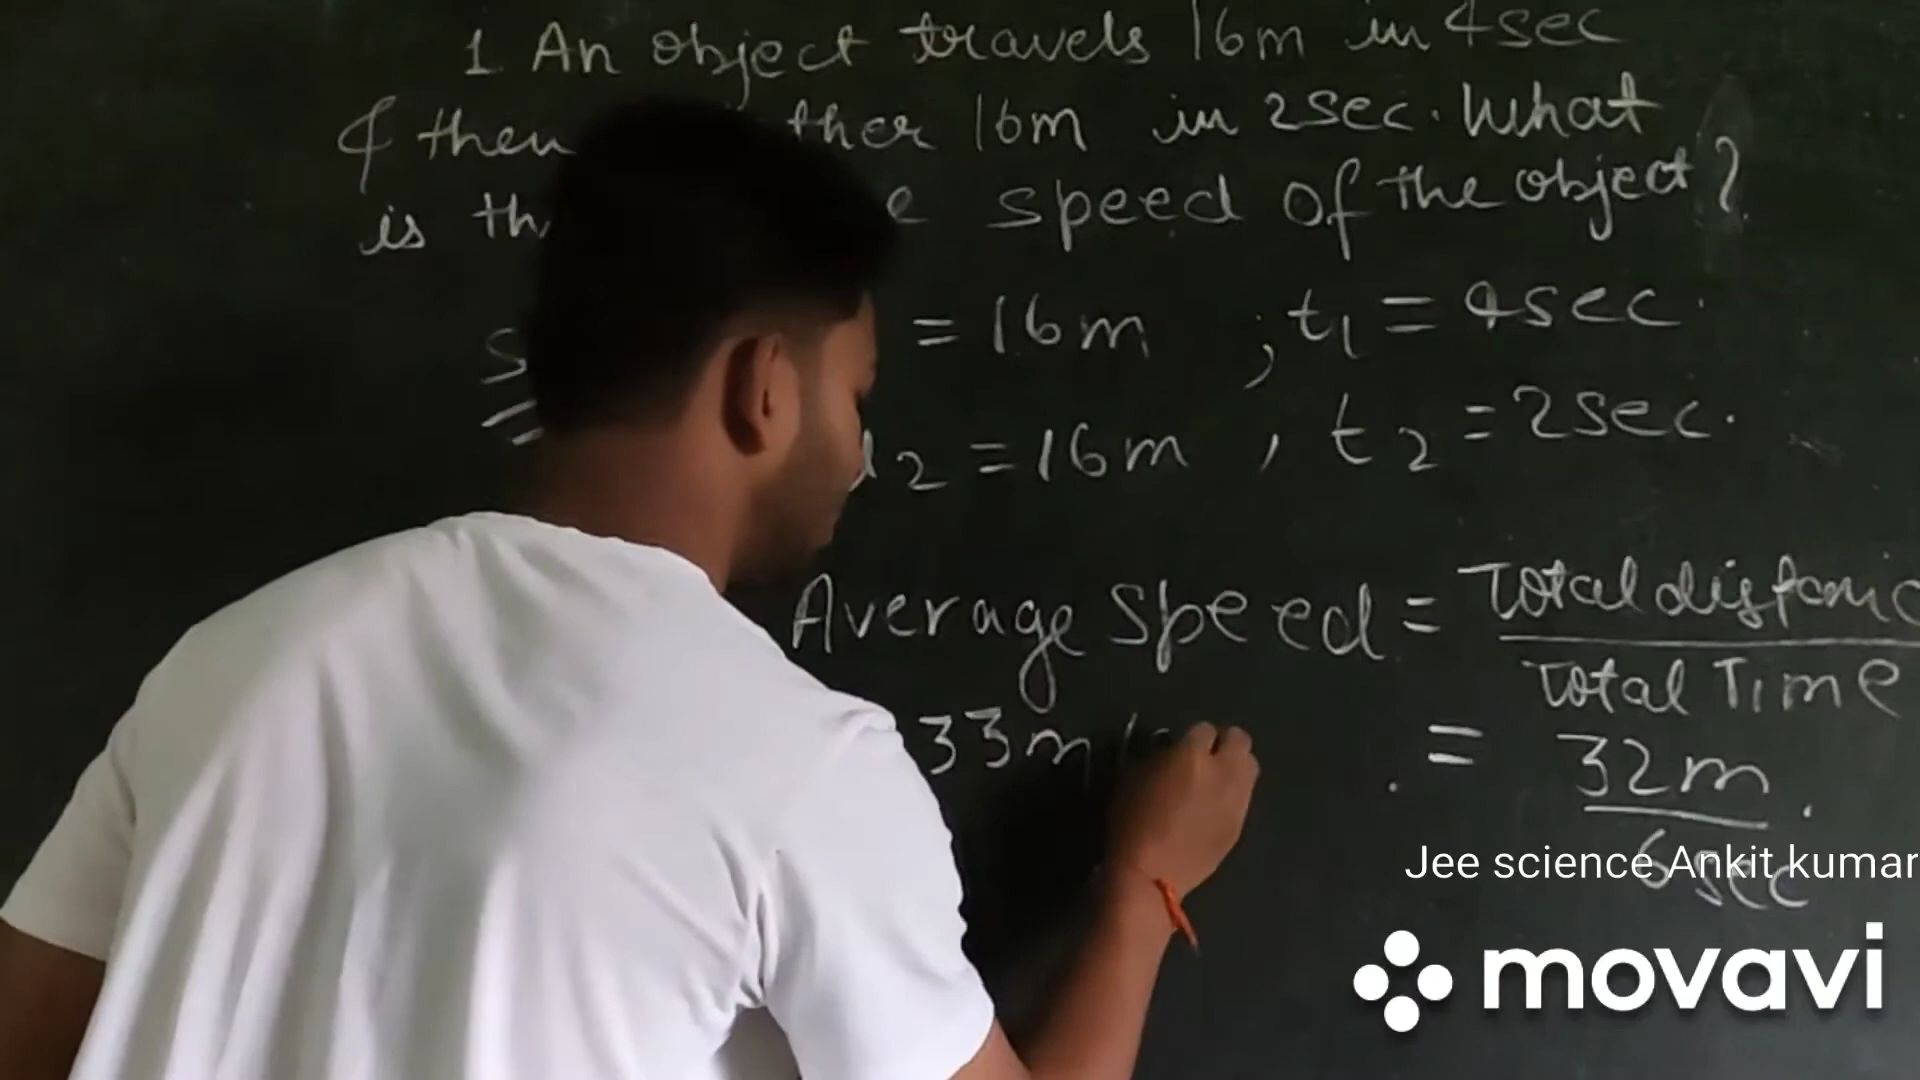 1 An object travels 16m in 4sec
& then ther 16m in 2sec. What
is th e speed of the object?
S = 16m ; t1 = 4sec.
2 = 16m , t2 = 2sec.
Average Speed = Total distanc
Total Time
33m/ = 32m
6sec
Jee science Ankit kumar
movavi